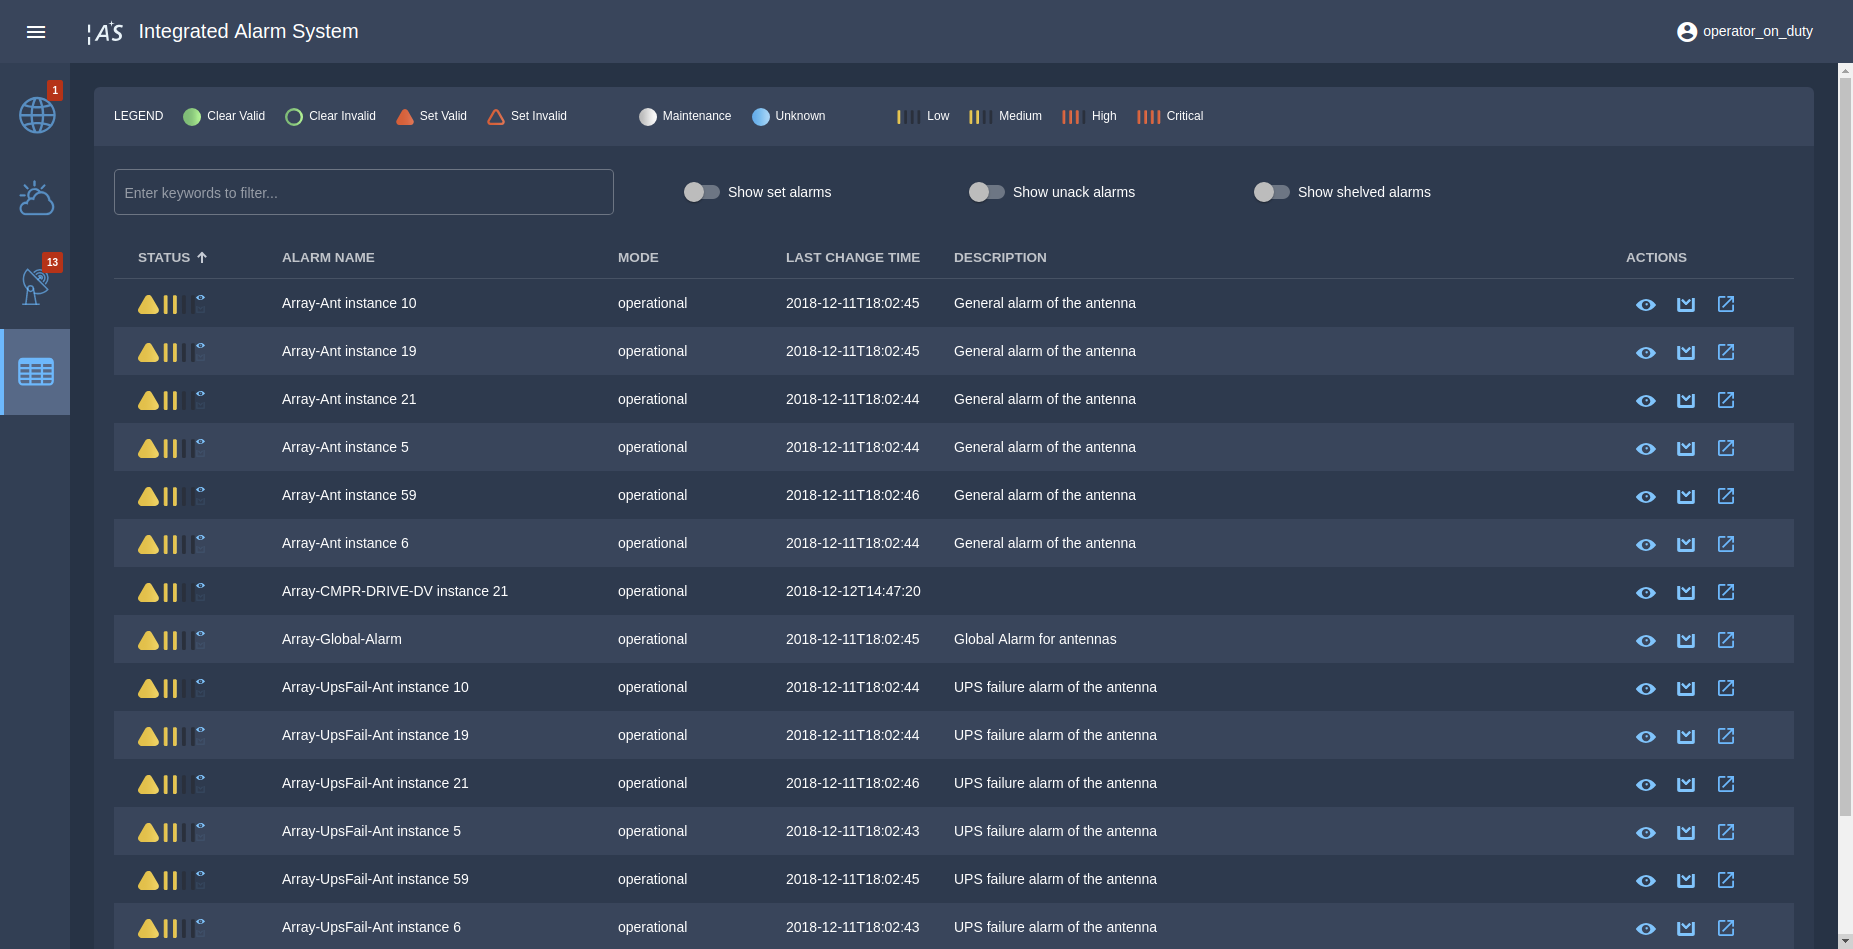 IAS Integrated Alarm System operator_on_duty
1
13
LEGEND Clear Valid Clear Invalid Set Valid Set Invalid Maintenance Unknown Low Medium High Critical
Enter keywords to filter... Show set alarms Show unack alarms Show shelved alarms
STATUS ALARM NAME MODE LAST CHANGE TIME DESCRIPTION ACTIONS
Array-Ant instance 10 operational 2018-12-11T18:02:45 General alarm of the antenna
Array-Ant instance 19 operational 2018-12-11T18:02:45 General alarm of the antenna
Array-Ant instance 21 operational 2018-12-11T18:02:44 General alarm of the antenna
Array-Ant instance 5 operational 2018-12-11T18:02:44 General alarm of the antenna
Array-Ant instance 59 operational 2018-12-11T18:02:46 General alarm of the antenna
Array-Ant instance 6 operational 2018-12-11T18:02:44 General alarm of the antenna
Array-CMPR-DRIVE-DV instance 21 operational 2018-12-12T14:47:20
Array-Global-Alarm operational 2018-12-11T18:02:45 Global Alarm for antennas
Array-UpsFail-Ant instance 10 operational 2018-12-11T18:02:44 UPS failure alarm of the antenna
Array-UpsFail-Ant instance 19 operational 2018-12-11T18:02:44 UPS failure alarm of the antenna
Array-UpsFail-Ant instance 21 operational 2018-12-11T18:02:46 UPS failure alarm of the antenna
Array-UpsFail-Ant instance 5 operational 2018-12-11T18:02:43 UPS failure alarm of the antenna
Array-UpsFail-Ant instance 59 operational 2018-12-11T18:02:45 UPS failure alarm of the antenna
Array-UpsFail-Ant instance 6 operational 2018-12-11T18:02:43 UPS failure alarm of the antenna